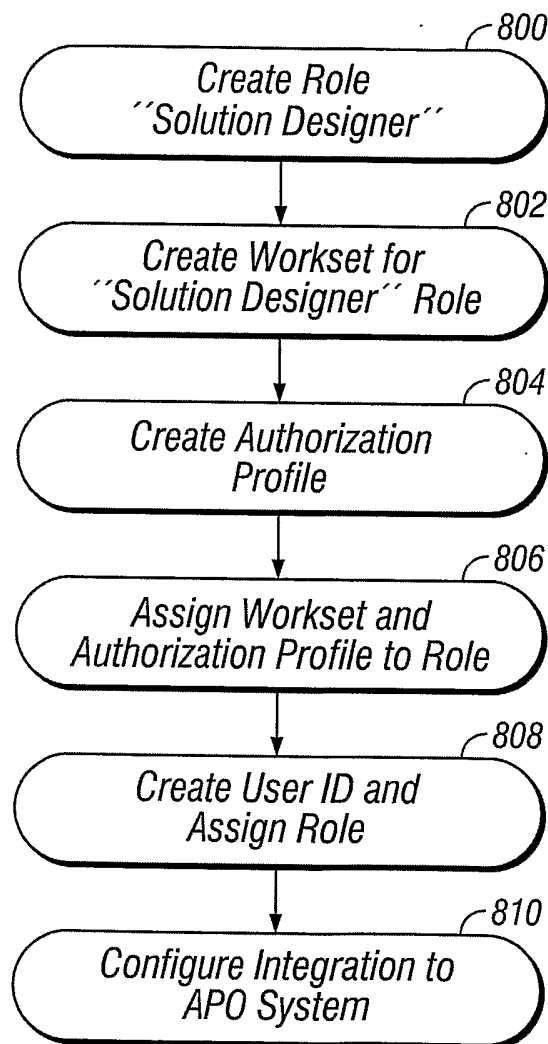 800
Create Role
´´Solution Designer´´
802
Create Workset for
´´Solution Designer´´ Role
804
Create Authorization
Profile
806
Assign Workset and
Authorization Profile to Role
808
Create User ID and
Assign Role
810
Configure Integration to
APO System